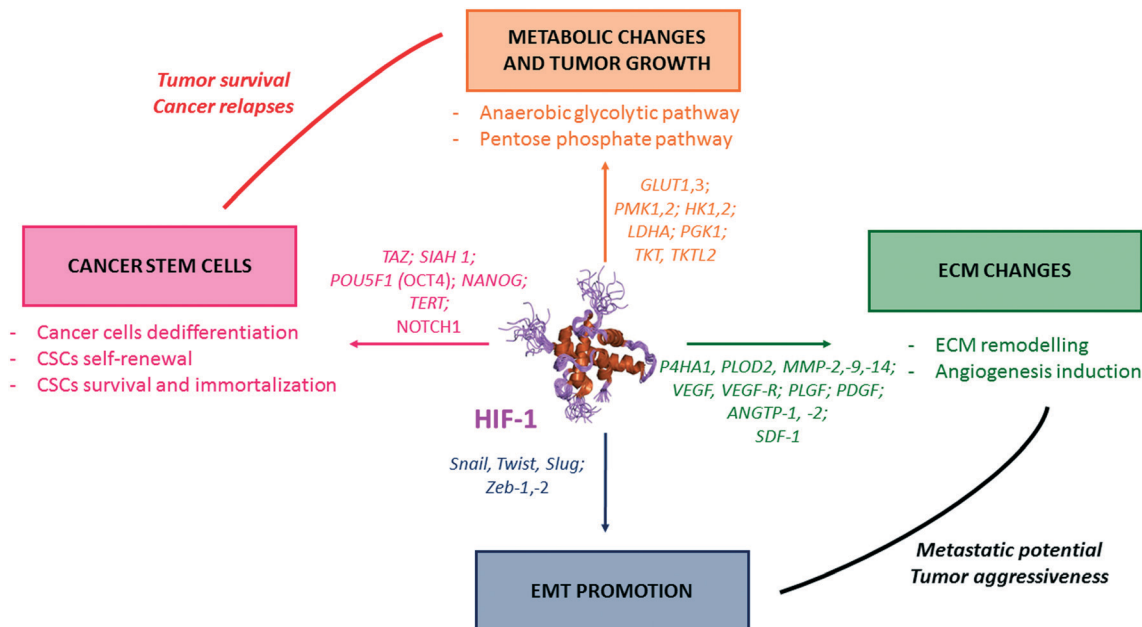 METABOLIC CHANGES
AND TUMOR GROWTH
- Anaerobic glycolytic pathway
- Pentose phosphate pathway
Tumor survival
Cancer relapses
GLUT1,3;
PMK1,2; HK1,2;
LDHA; PGK1;
TKT, TKTL2
CANCER STEM CELLS
- Cancer cells dedifferentiation
- CSCs self-renewal
- CSCs survival and immortalization
TAZ; SIAH 1;
POU5F1 (OCT4); NANOG;
TERT;
NOTCH1
HIF-1
ECM CHANGES
- ECM remodelling
- Angiogenesis induction
P4HA1, PLOD2, MMP-2,-9,-14;
VEGF, VEGF-R; PLGF; PDGF;
ANGTP-1, -2;
SDF-1
Snail, Twist, Slug;
Zeb-1,-2
EMT PROMOTION
Metastatic potential
Tumor aggressiveness